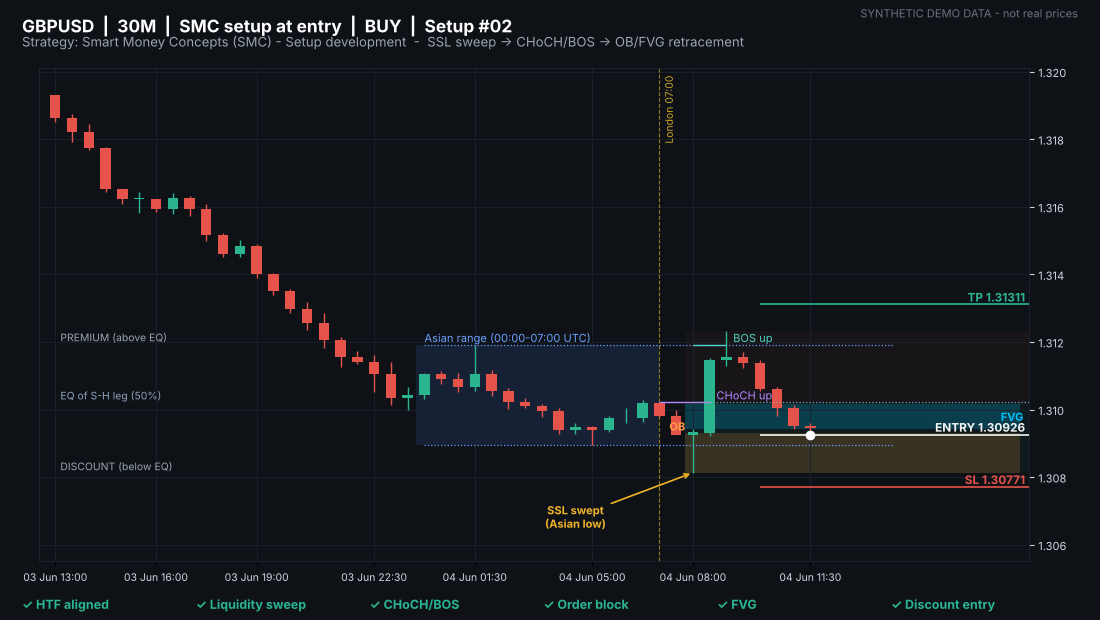 SYNTHETIC DEMO DATA - not real prices
GBPUSD | 30M | SMC setup at entry | BUY | Setup #02
Strategy: Smart Money Concepts (SMC) - Setup development - SSL sweep → CHoCH/BOS → OB/FVG retracement
London 07:00
1.320
1.318
1.316
1.314
TP 1.31311
1.312
PREMIUM (above EQ)
Asian range (00:00-07:00 UTC)
BOS up
EQ of S-H leg (50%)
CHoCH up
1.310
FVG
OB
ENTRY 1.30926
DISCOUNT (below EQ)
1.308
SL 1.30771
SSL swept
(Asian low)
1.306
03 Jun 13:00 03 Jun 16:00 03 Jun 19:00 03 Jun 22:30 04 Jun 01:30 04 Jun 05:00 04 Jun 08:00 04 Jun 11:30
✓ HTF aligned ✓ Liquidity sweep ✓ CHoCH/BOS ✓ Order block ✓ FVG ✓ Discount entry